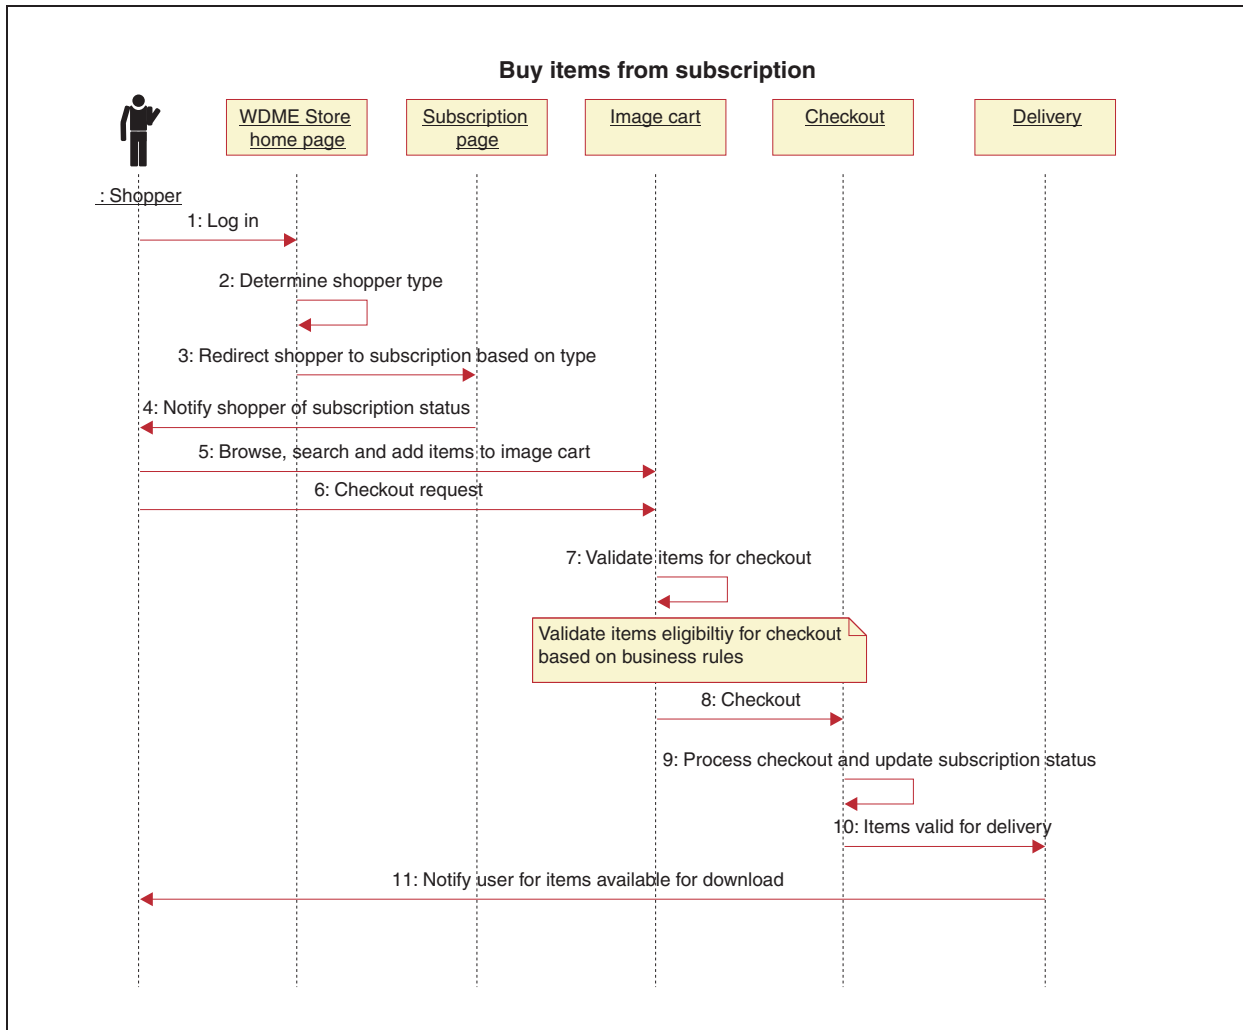 Buy items from subscription
WDME Store
home page
Subscription
page
Image cart
Checkout
Delivery
: Shopper
1: Log in
2: Determine shopper type
3: Redirect shopper to subscription based on type
4: Notify shopper of subscription status
5: Browse, search and add items to image cart
6: Checkout request
7: Validate items for checkout
Validate items eligibiltiy for checkout
based on business rules
8: Checkout
9: Process checkout and update subscription status
10: Items valid for delivery
11: Notify user for items available for download